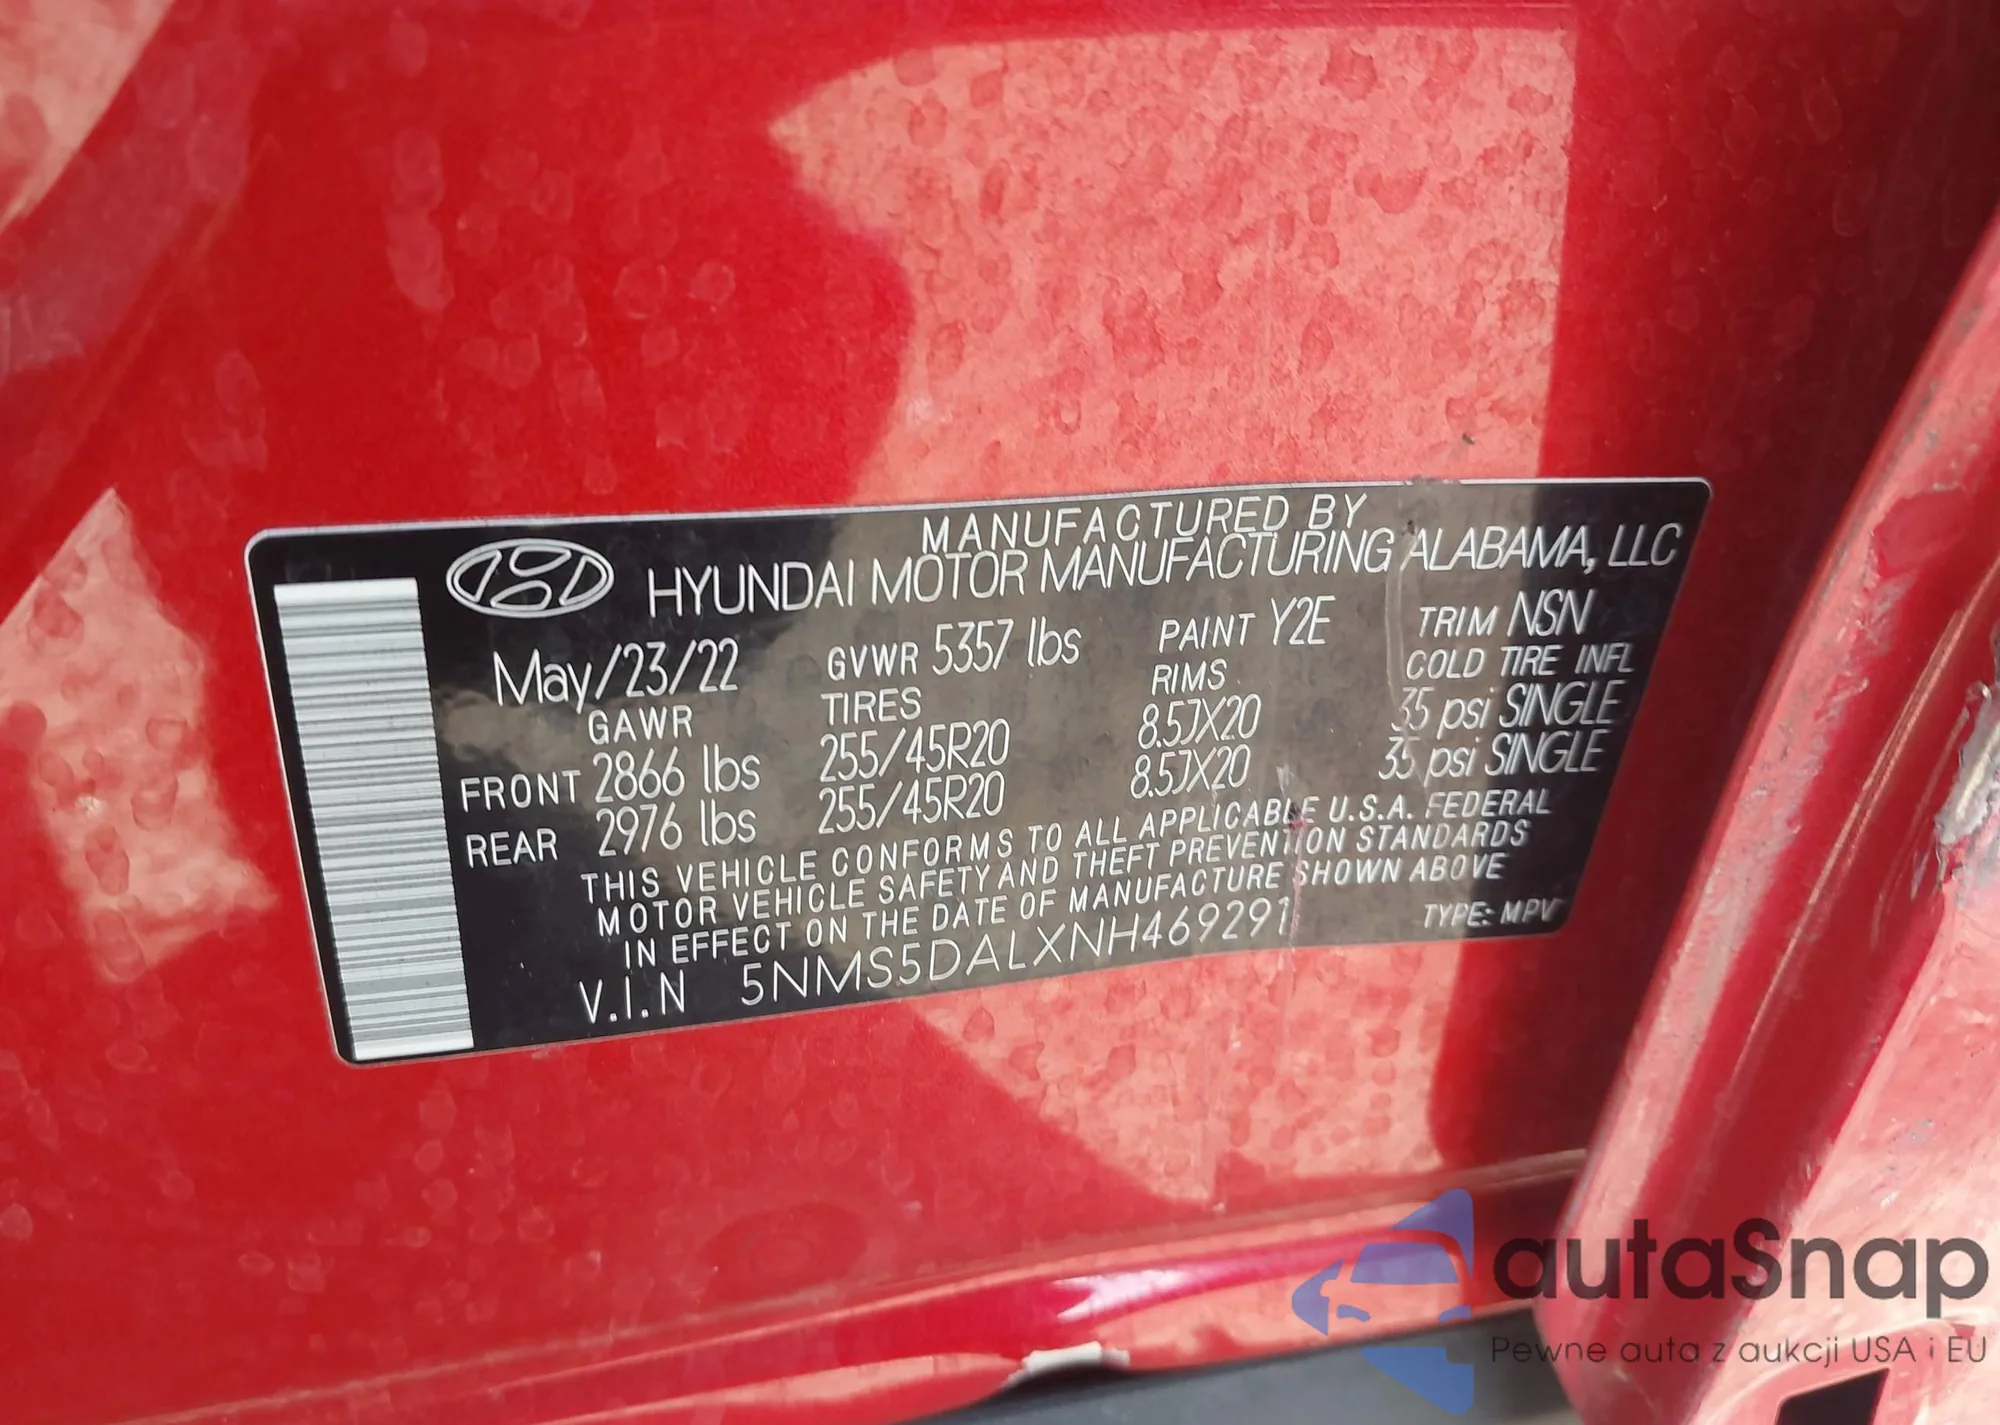 MANUFACTURED BY
HYUNDAI MOTOR MANUFACTURING ALABAMA, LLC
May/23/22 GVWR 5357 lbs PAINT Y2E TRIM NSN
GAWR TIRES RIMS COLD TIRE INFL
FRONT 2866 lbs 255/45R20 8.5JX20 35 psi SINGLE
REAR 2976 lbs 255/45R20 8.5JX20 35 psi SINGLE
THIS VEHICLE CONFORMS TO ALL APPLICABLE U.S.A. FEDERAL
MOTOR VEHICLE SAFETY AND THEFT PREVENTION STANDARDS
IN EFFECT ON THE DATE OF MANUFACTURE SHOWN ABOVE
V.I.N 5NMS5DALXNH469291 TYPE: MPV
autaSnap
Pewne auta z aukcji USA i EU